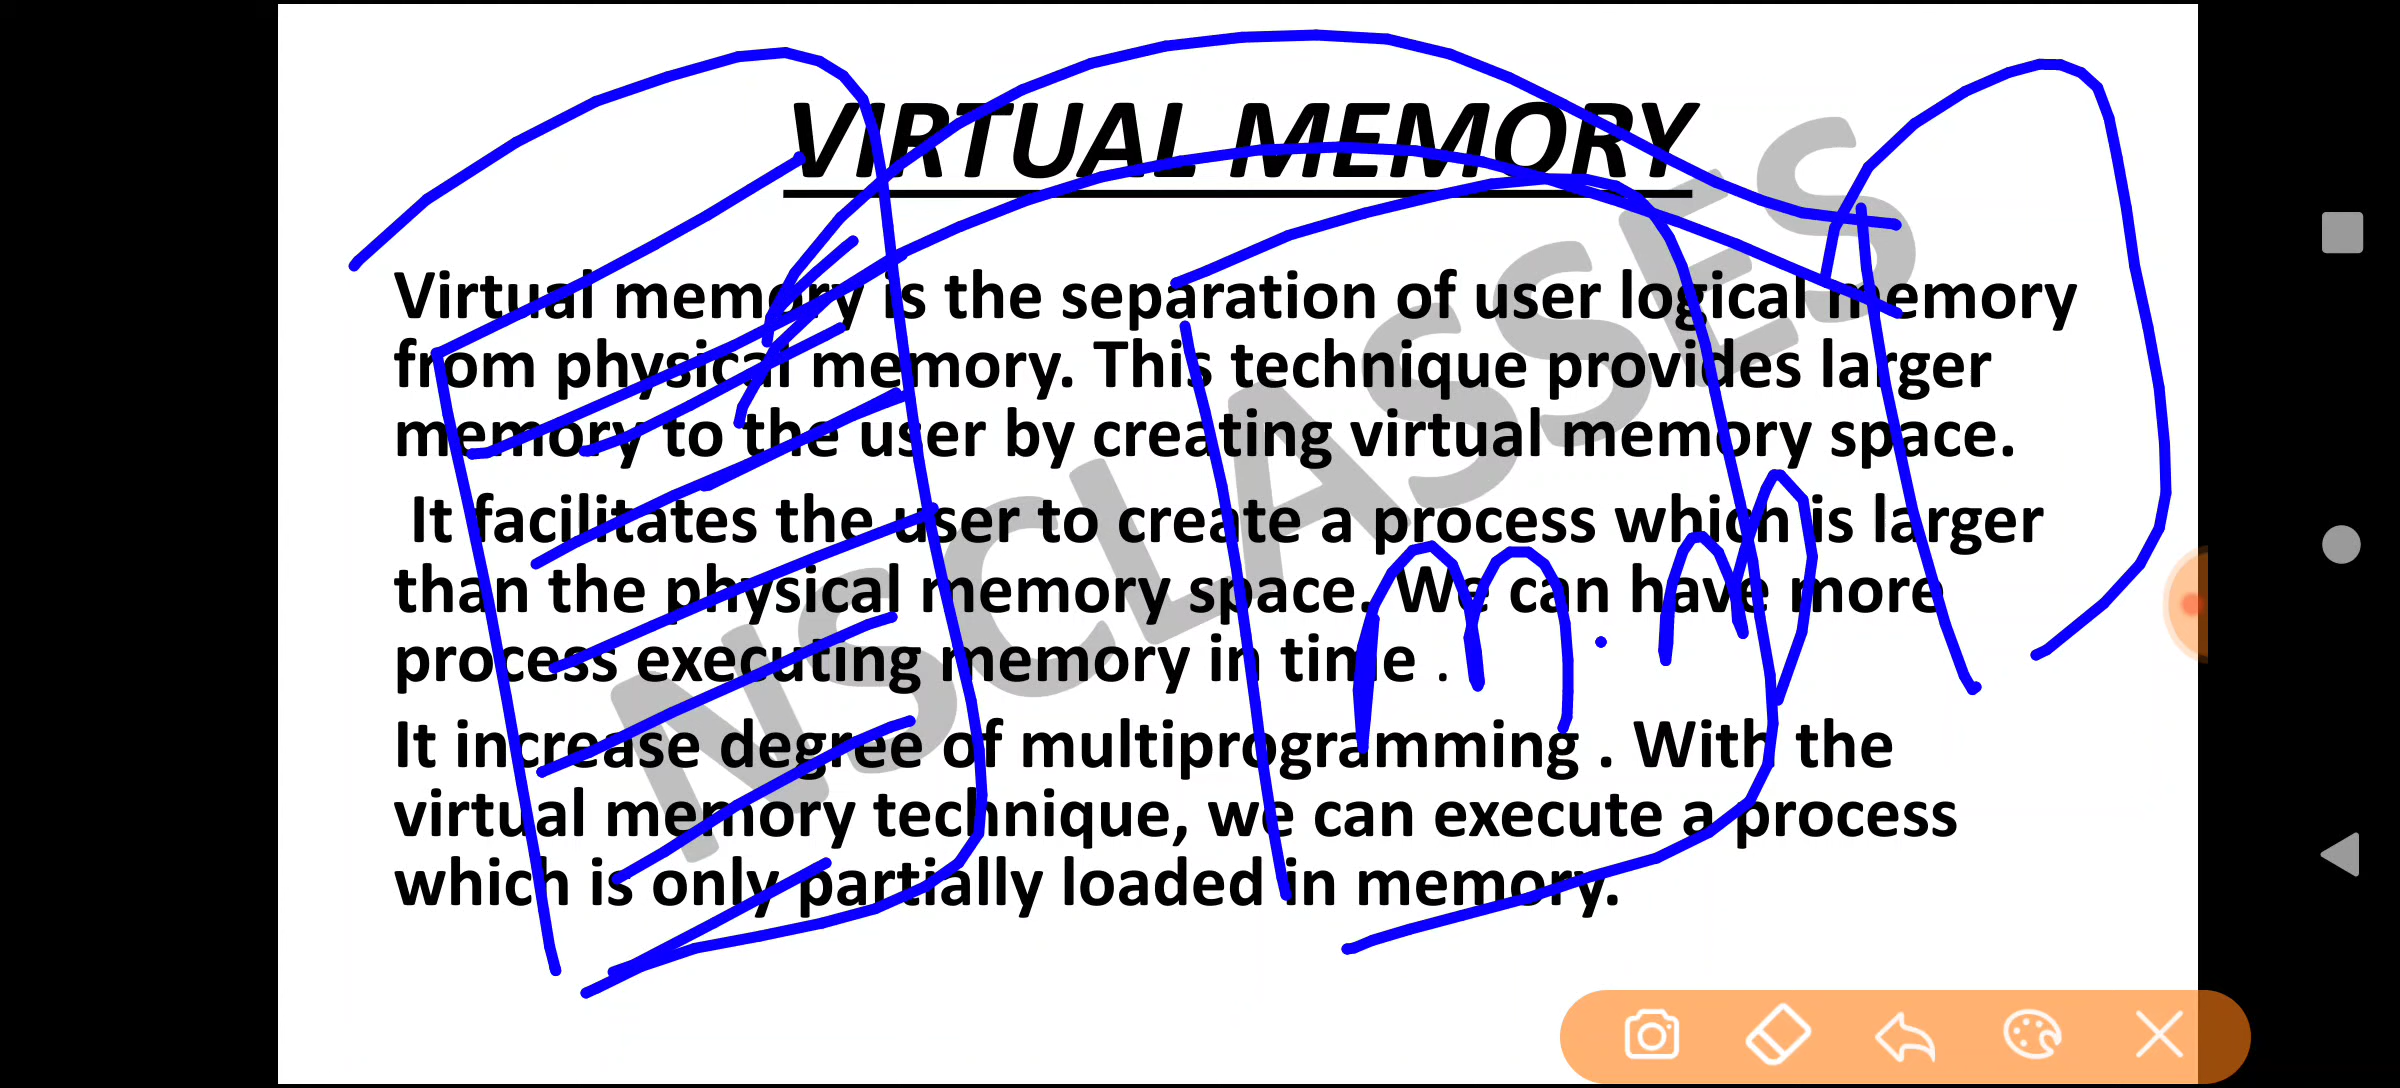 VIRTUAL MEMORY
Virtual memory is the separation of user logical memory
from physical memory. This technique provides larger
memory to the user by creating virtual memory space.
It facilitates the user to create a process which is larger
than the physical memory space. We can have more
process executing memory in time .
It increase degree of multiprogramming . With the
virtual memory technique, we can execute a process
which is only partially loaded in memory.
NSCLASSES